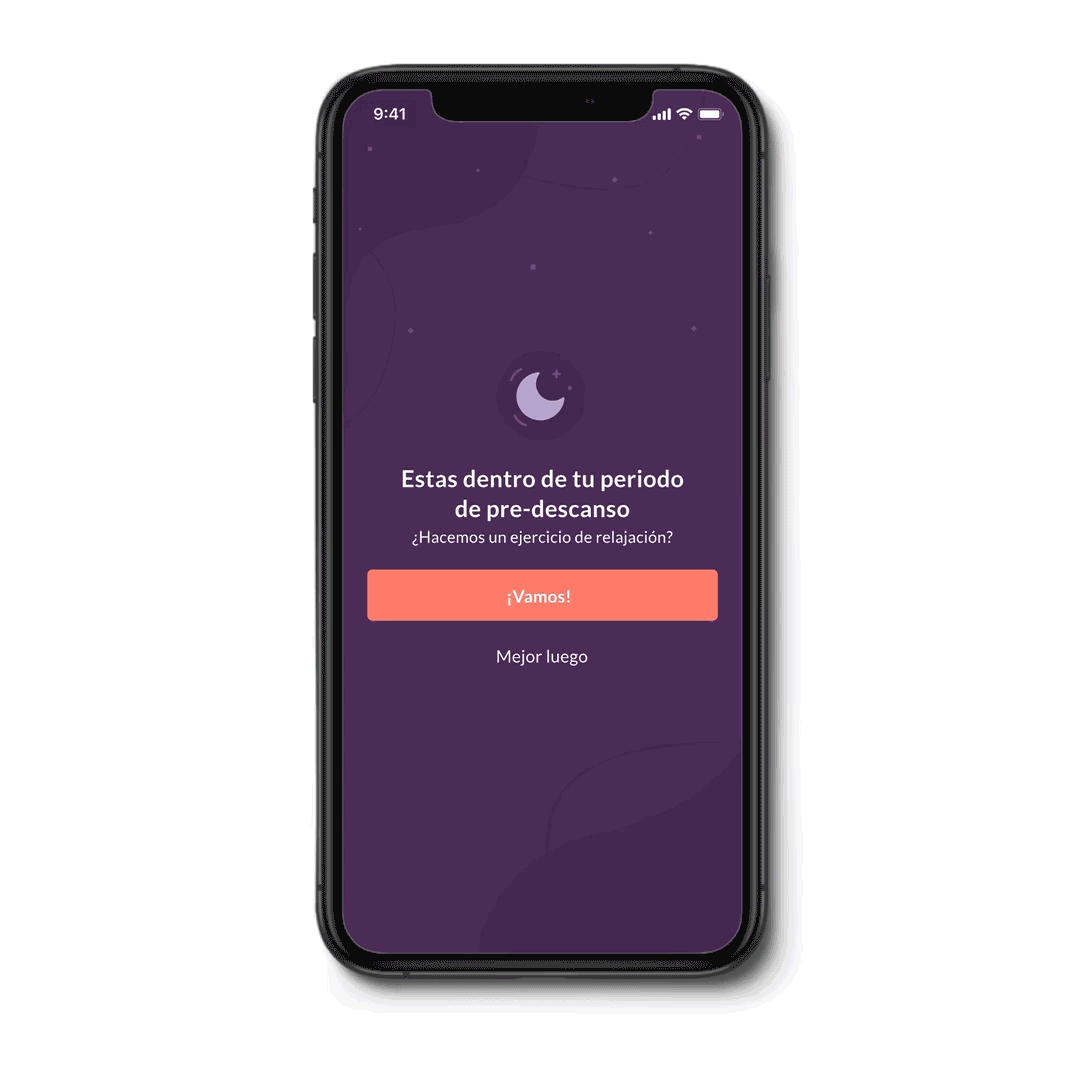 9:41
Estas dentro de tu periodo
de pre-descanso
¿Hacemos un ejercicio de relajación?
¡Vamos!
Mejor luego